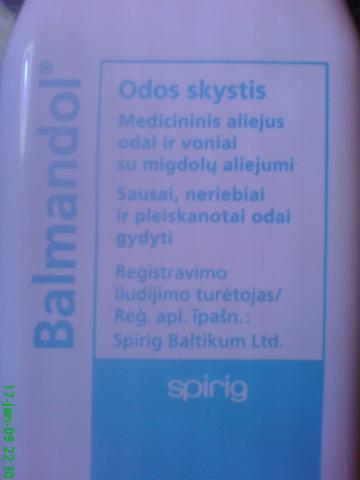 Balmandol®
Odos skystis
Medicininis aliejus
odai ir voniai
su migdolų aliejumi
Sausai, neriebiai
ir pleiskanotai odai
gydyti
Registravimo
liudijimo turėtojas/
Reģ. apl. īpašn.:
Spirig Baltikum Ltd.
spirig
17-Jan-09 22:30